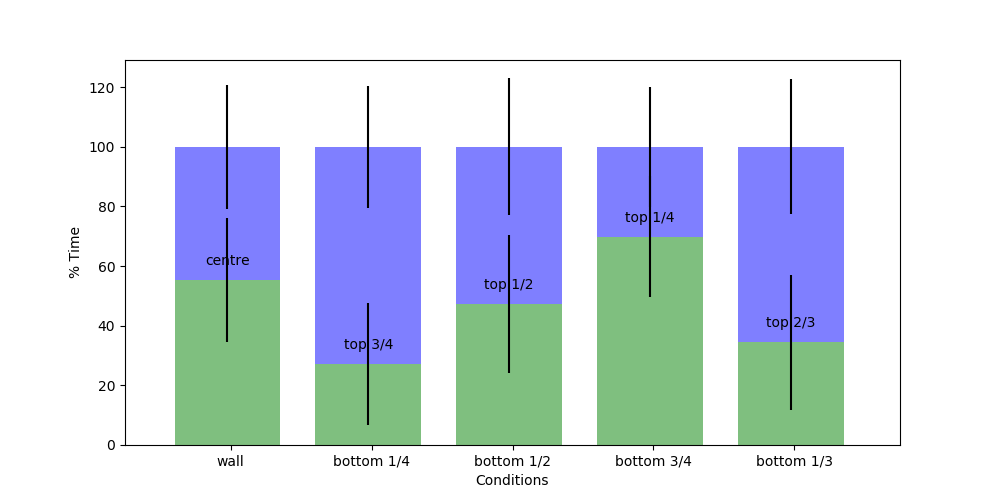 120
100
80
60
40
20
0
% Time
centre
top 3/4
top 1/2
top 1/4
top 2/3
wall
bottom 1/4
bottom 1/2
bottom 3/4
bottom 1/3
Conditions